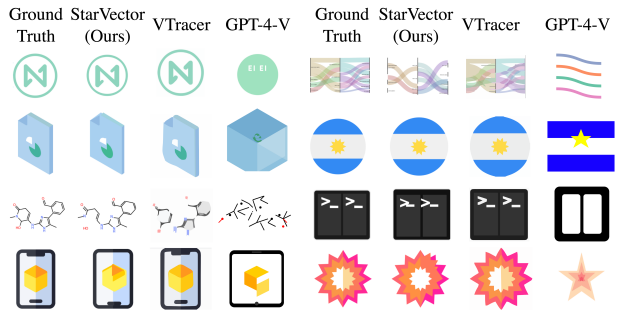 Ground Truth
StarVector (Ours)
VTracer
GPT-4-V
Ground Truth
StarVector (Ours)
VTracer
GPT-4-V
EI EI
>_ >_
>_ >_
>_ >_